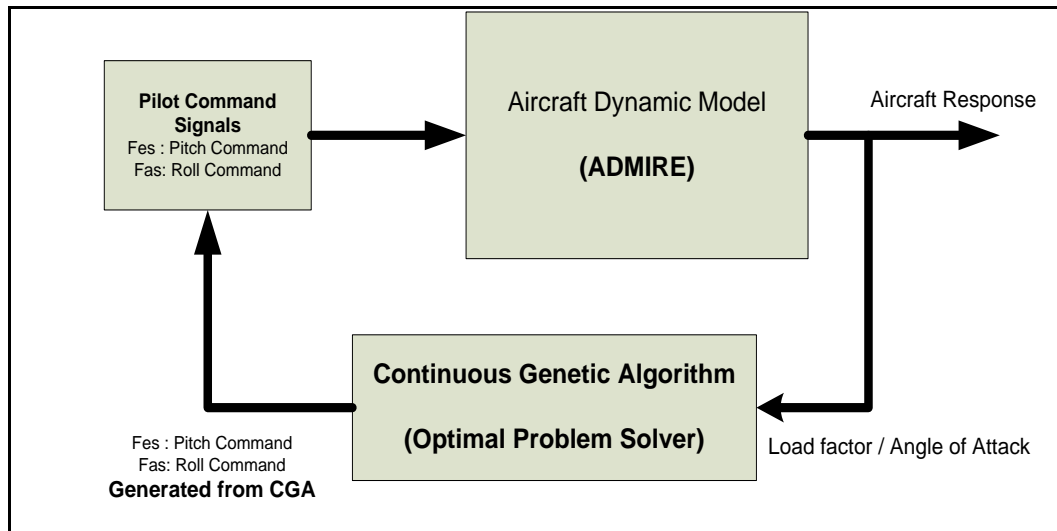 Pilot Command
Signals
Fes : Pitch Command
Fas: Roll Command
Aircraft Dynamic Model
(ADMIRE)
Aircraft Response
Continuous Genetic Algorithm
(Optimal Problem Solver)
Load factor / Angle of Attack
Fes : Pitch Command
Fas: Roll Command
Generated from CGA